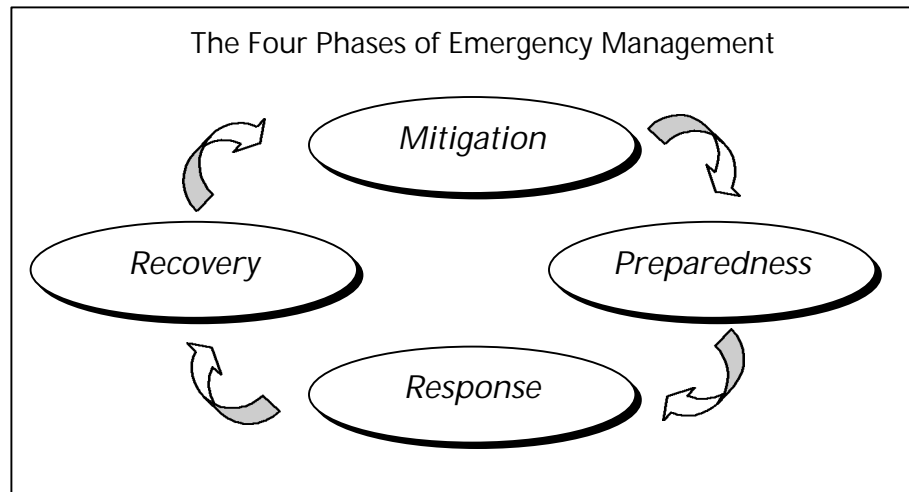 The Four Phases of Emergency Management
Mitigation
Recovery
Preparedness
Response